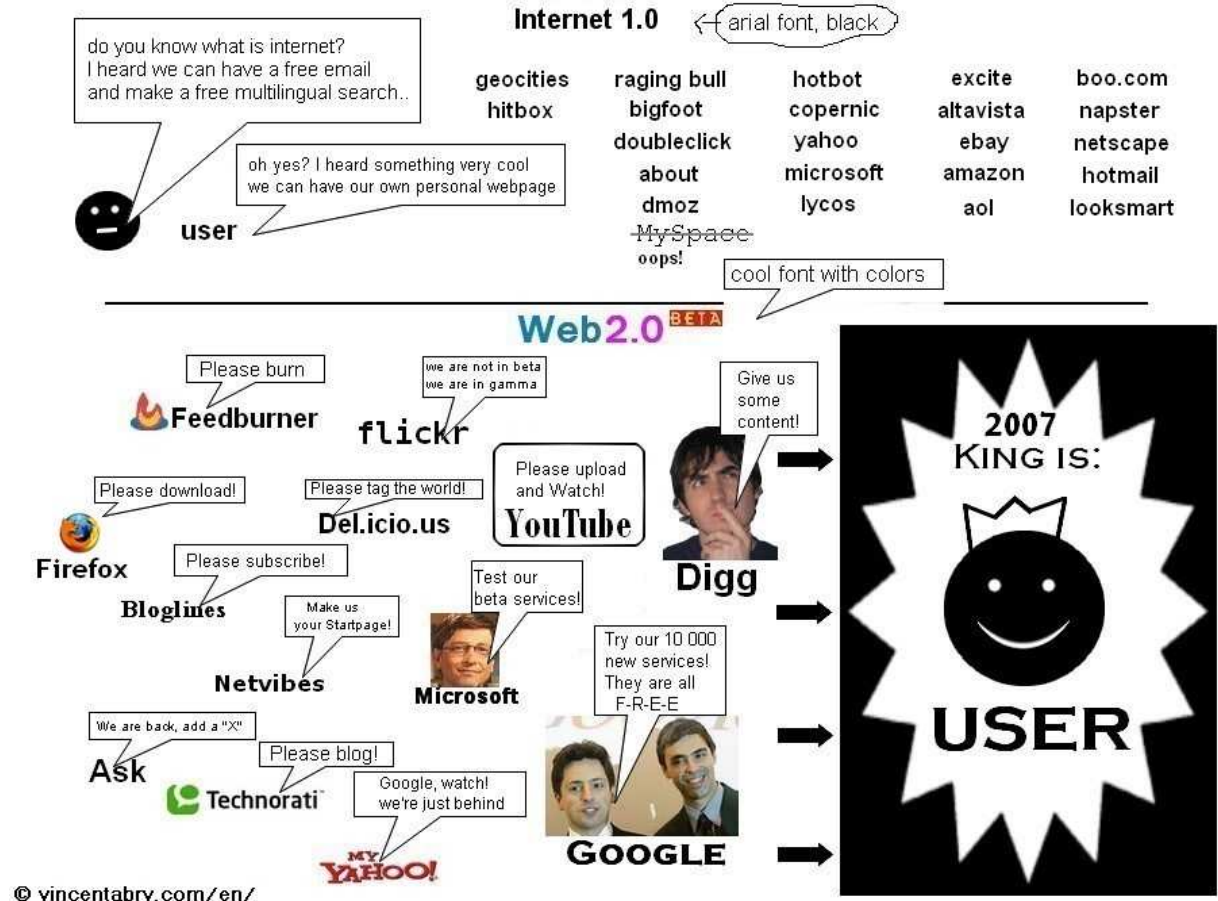 Internet 1.0
arial font, black
do you know what is internet?
I heard we can have a free email
and make a free multilingual search..
oh yes? I heard something very cool
we can have our own personal webpage
user
geocities
hitbox
raging bull
bigfoot
doubleclick
about
dmoz
MySpace
oops!
hotbot
copernic
yahoo
microsoft
lycos
excite
altavista
ebay
amazon
aol
boo.com
napster
netscape
hotmail
looksmart
cool font with colors
Web2.0 BETA
Please burn
Feedburner
we are not in beta
we are in gamma
flickr
Give us
some
content!
Digg
Please download!
Firefox
Please tag the world!
Del.icio.us
Please upload
and Watch!
YouTube
Please subscribe!
Bloglines
Make us
your Startpage!
Netvibes
Test our
beta services!
Microsoft
Try our 10 000
new services!
They are all
F-R-E-E
GOOGLE
We are back, add a "X"
Ask
Please blog!
Technorati
Google, watch!
we're just behind
MY
YAHOO!
2007
KING IS:
USER
© vincentabry.com/en/